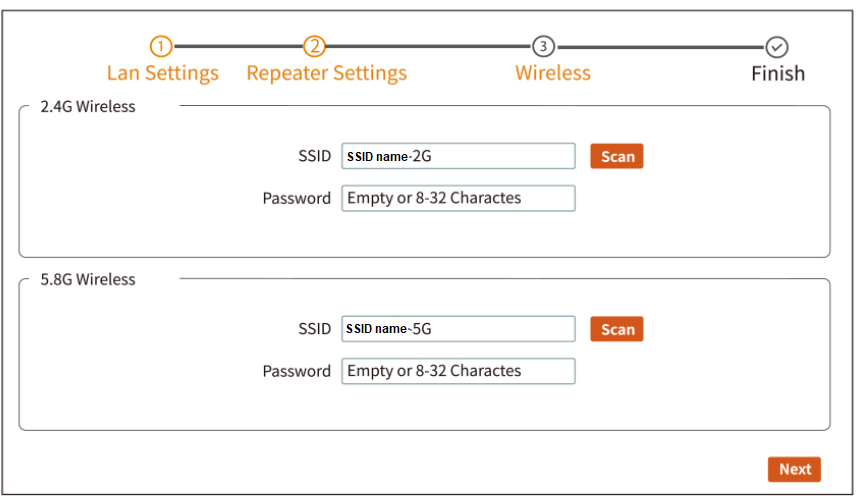 1 2 3
Lan Settings Repeater Settings Wireless Finish
2.4G Wireless
SSID SSID name-2G Scan
Password Empty or 8-32 Charactes
5.8G Wireless
SSID SSID name-5G Scan
Password Empty or 8-32 Charactes
Next